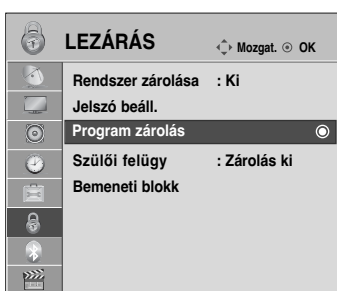 LEZÁRÁS Mozgat. OK
Rendszer zárolása : Ki
Jelszó beáll.
Program zárolás
Szülői felügy : Zárolás ki
Bemeneti blokk